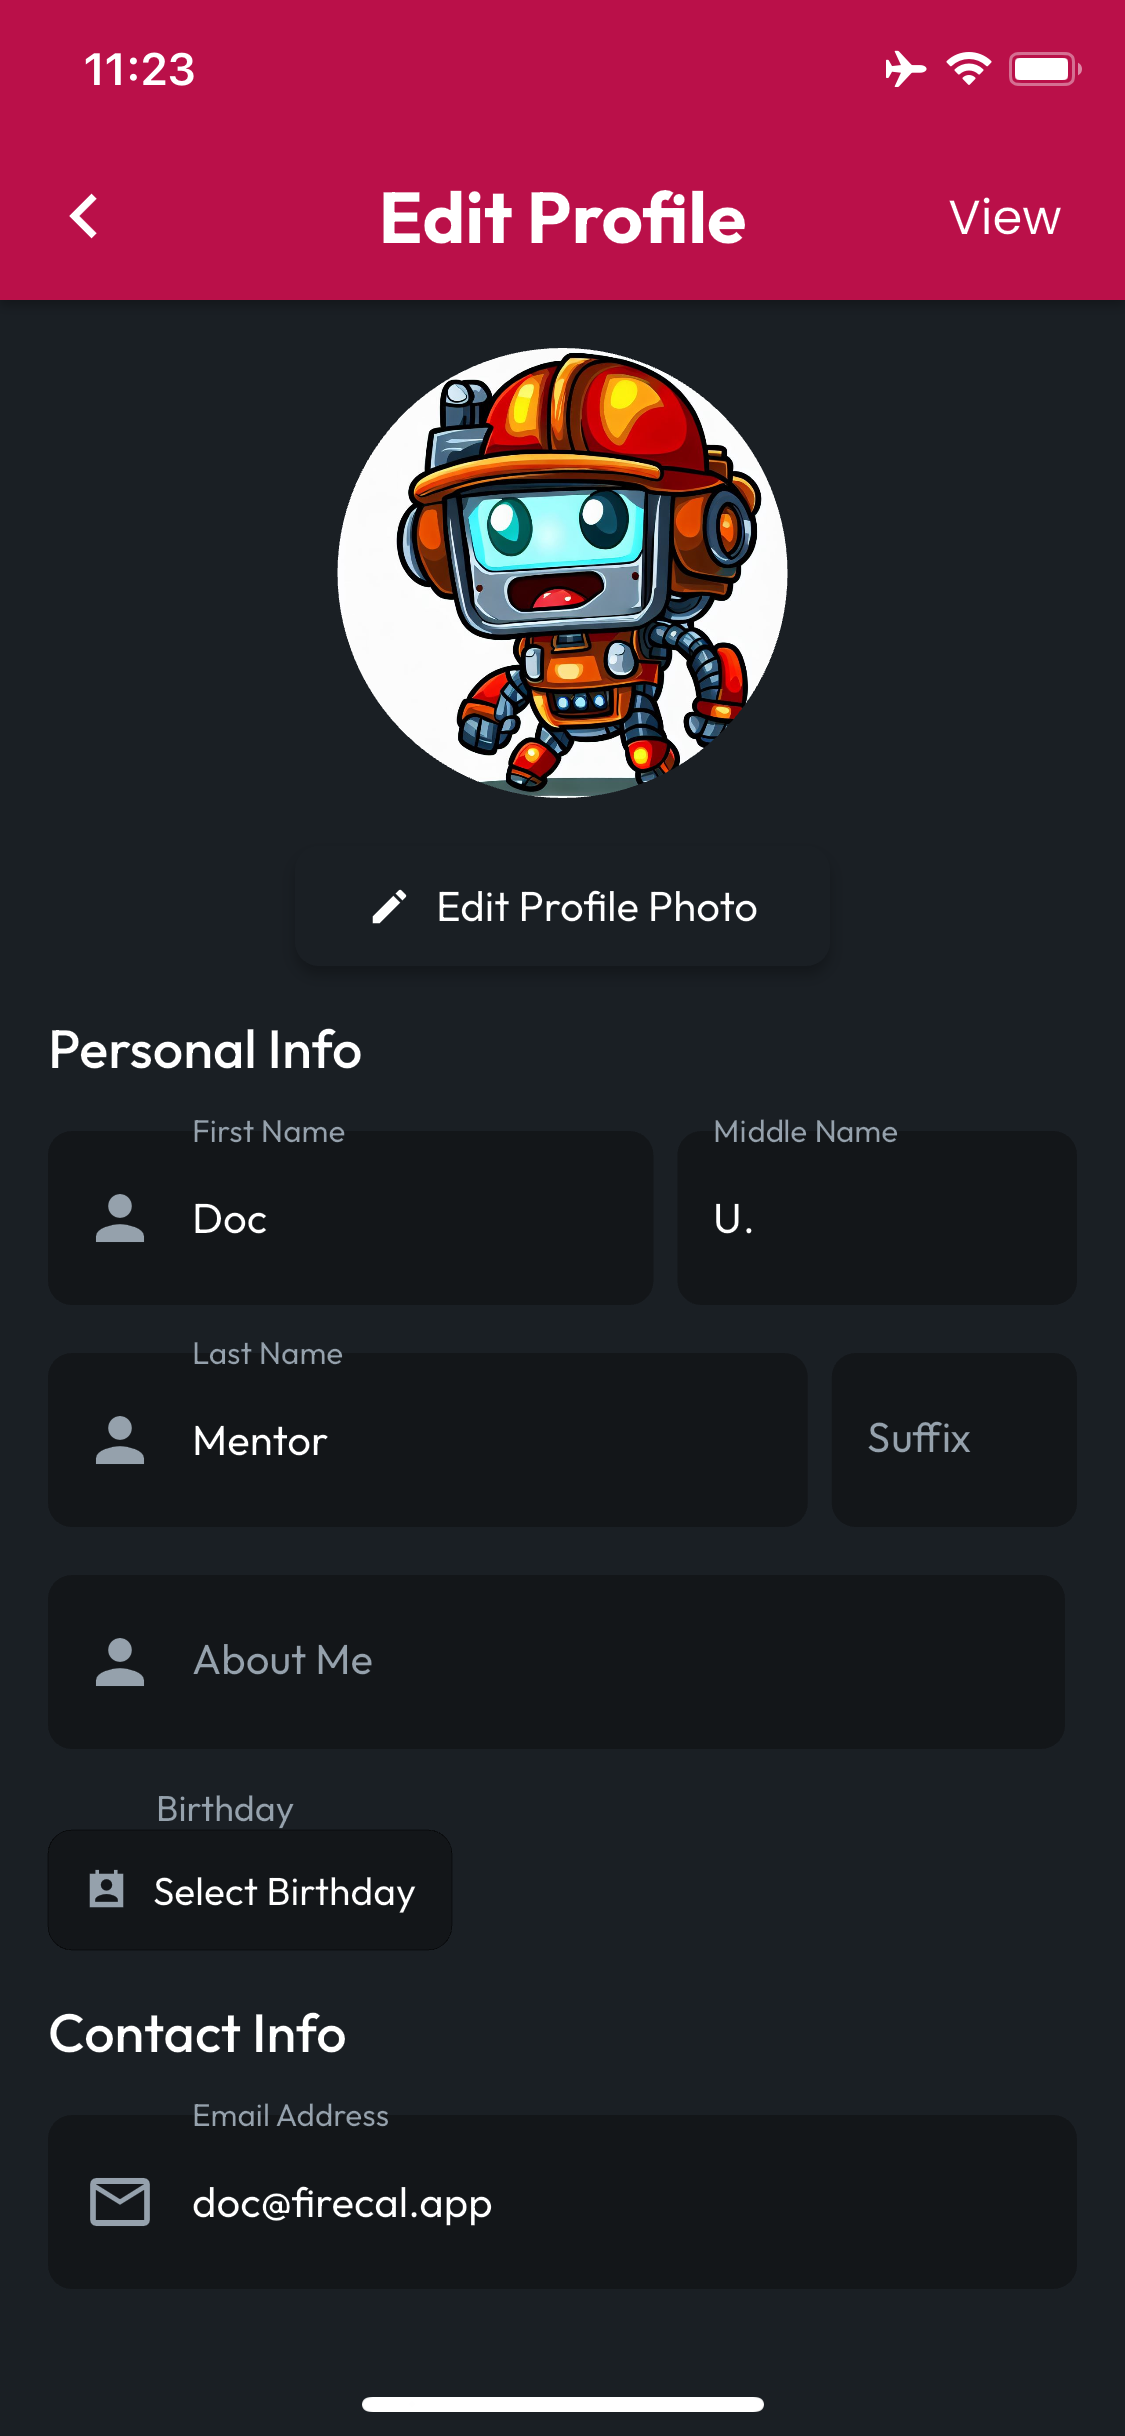 11:23
Edit Profile
View
Edit Profile Photo
Personal Info
First Name
Middle Name
Doc
U.
Last Name
Mentor
Suffix
About Me
Birthday
Select Birthday
Contact Info
Email Address
doc@firecal.app